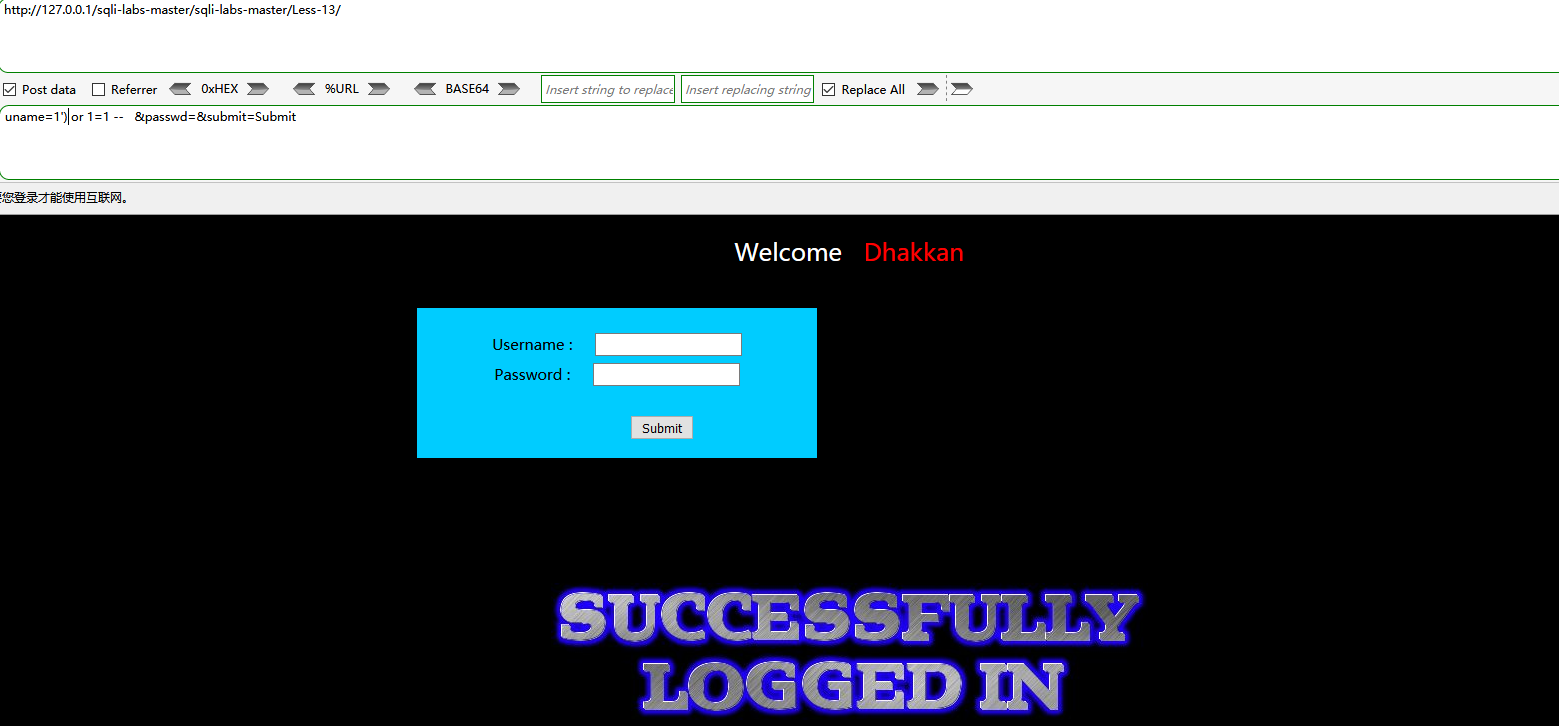 http://127.0.0.1/sqli-labs-master/sqli-labs-master/Less-13/
Post data Referrer 0xHEX %URL BASE64 Insert string to replace Insert replacing string Replace All
uname=1') or 1=1 -- &passwd=&submit=Submit
您登录才能使用互联网。
Welcome Dhakkan
Username :
Password :
Submit
SUCCESSFULLY
LOGGED IN